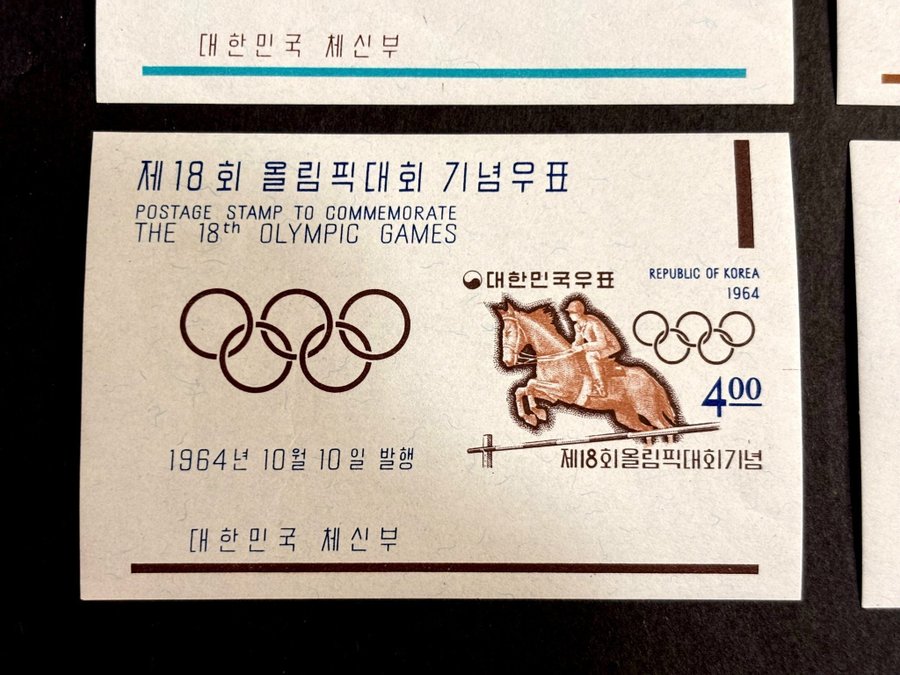 대한민국 체신부
제18회 올림픽대회 기념우표
POSTAGE STAMP TO COMMEMORATE
THE 18th OLYMPIC GAMES
대한민국우표
REPUBLIC OF KOREA
1964
4.00
제18회올림픽대회기념
1964년 10월 10일 발행
대한민국 체신부